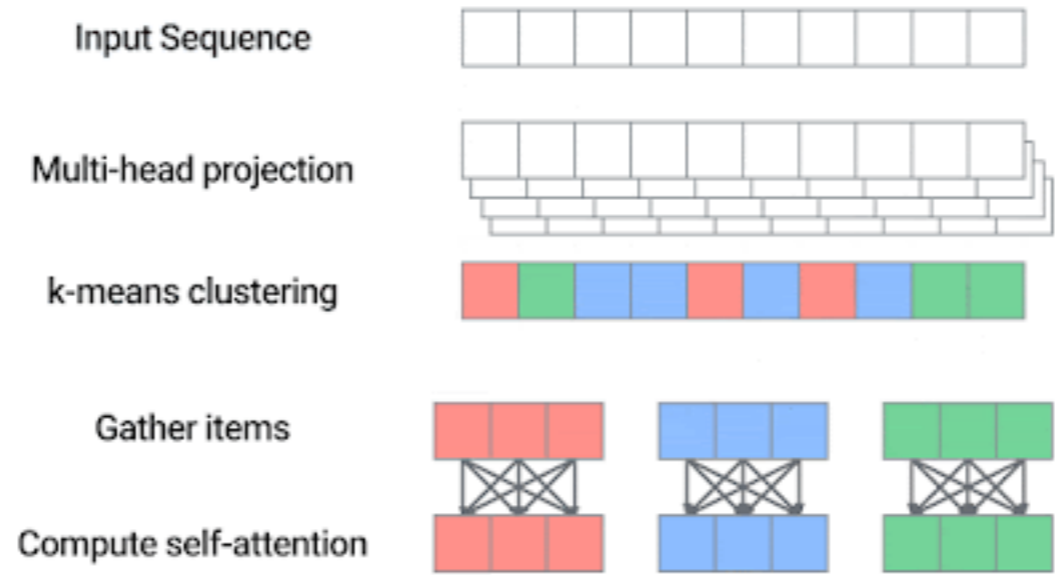 Input Sequence
Multi-head projection
k-means clustering
Gather items
Compute self-attention